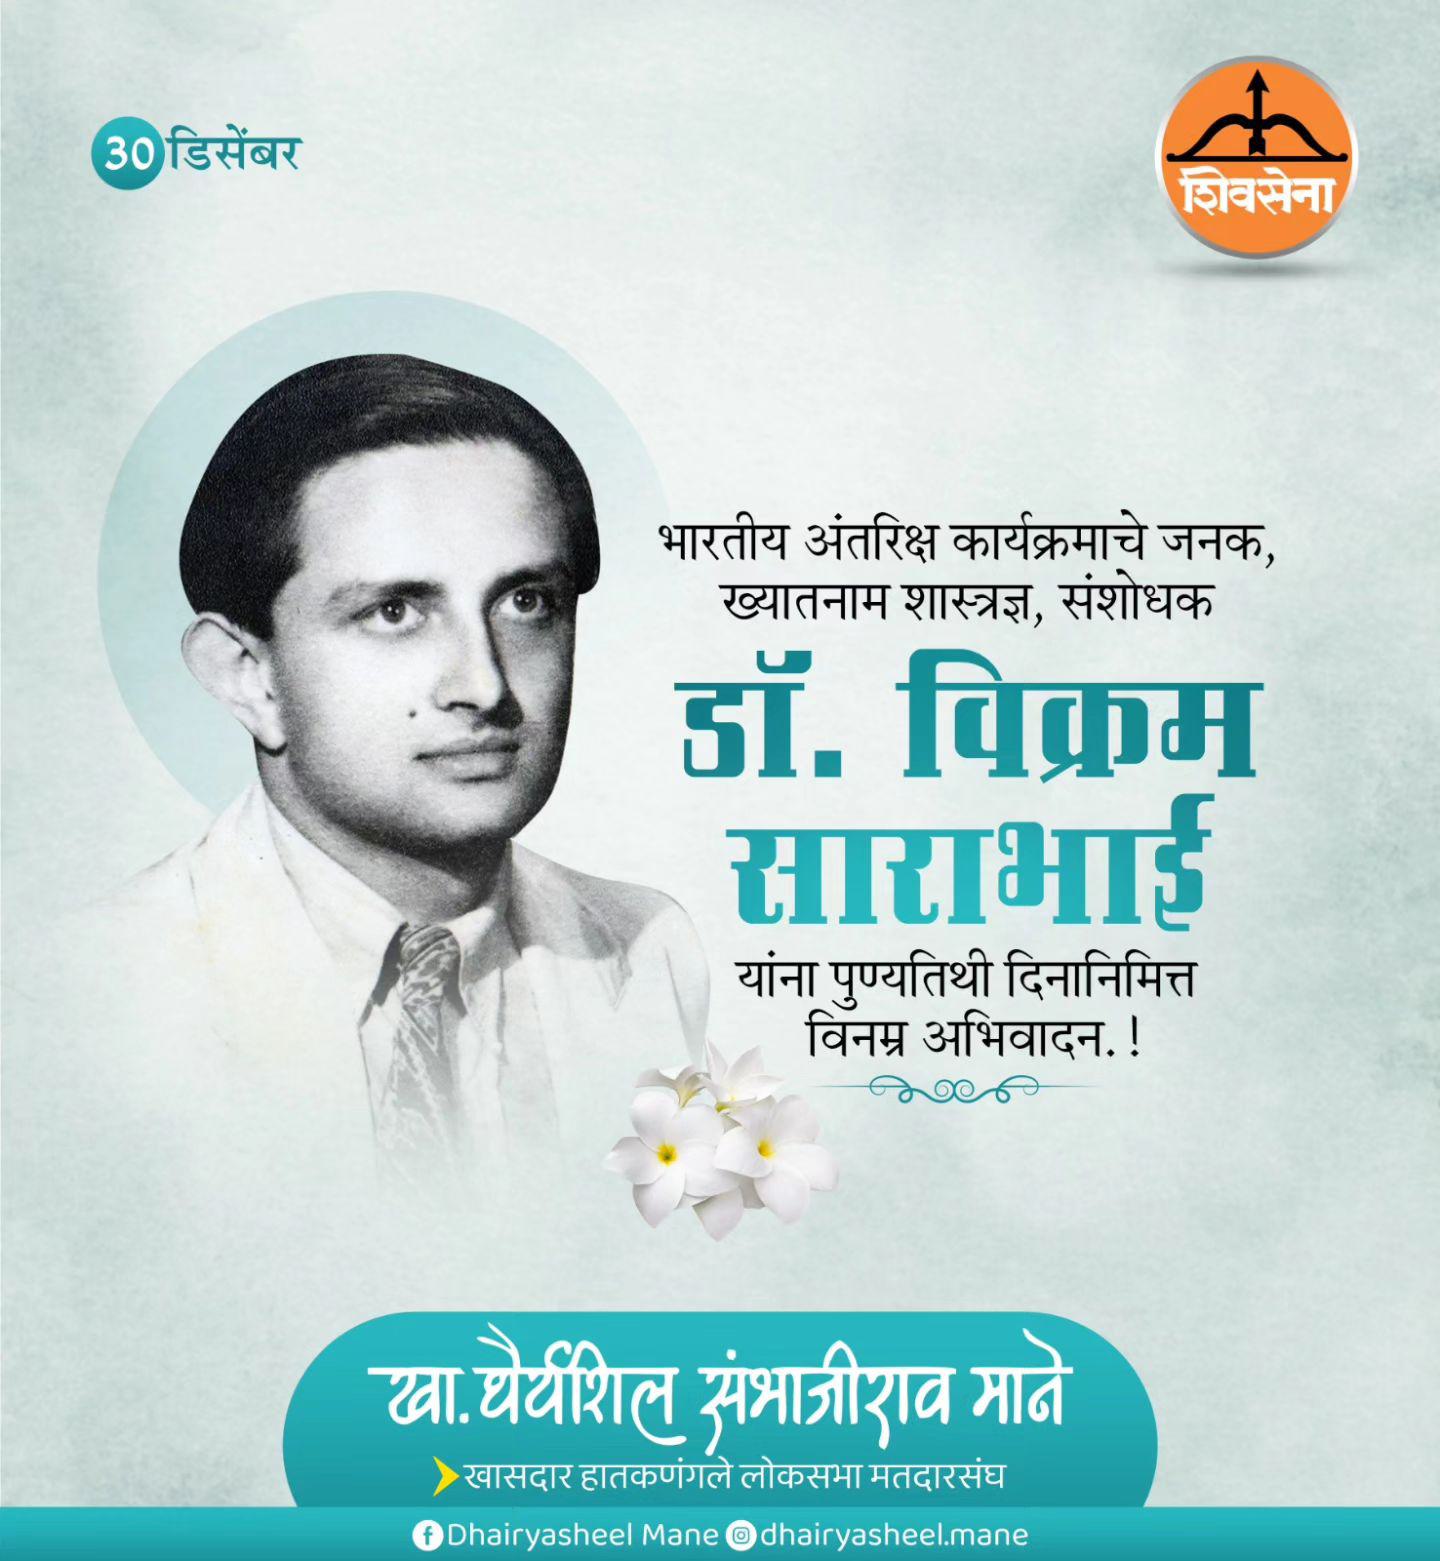 30 डिसेंबर
शिवसेना
भारतीय अंतरिक्ष कार्यक्रमाचे जनक,
ख्यातनाम शास्त्रज्ञ, संशोधक
डॉ. विक्रम
साराभाई
यांना पुण्यतिथी दिनानिमित्त
विनम्र अभिवादन. !
खा. धैर्यशिल संभाजीराव माने
खासदार हातकणंगले लोकसभा मतदारसंघ
Dhairyasheel Mane dhairyasheel.mane